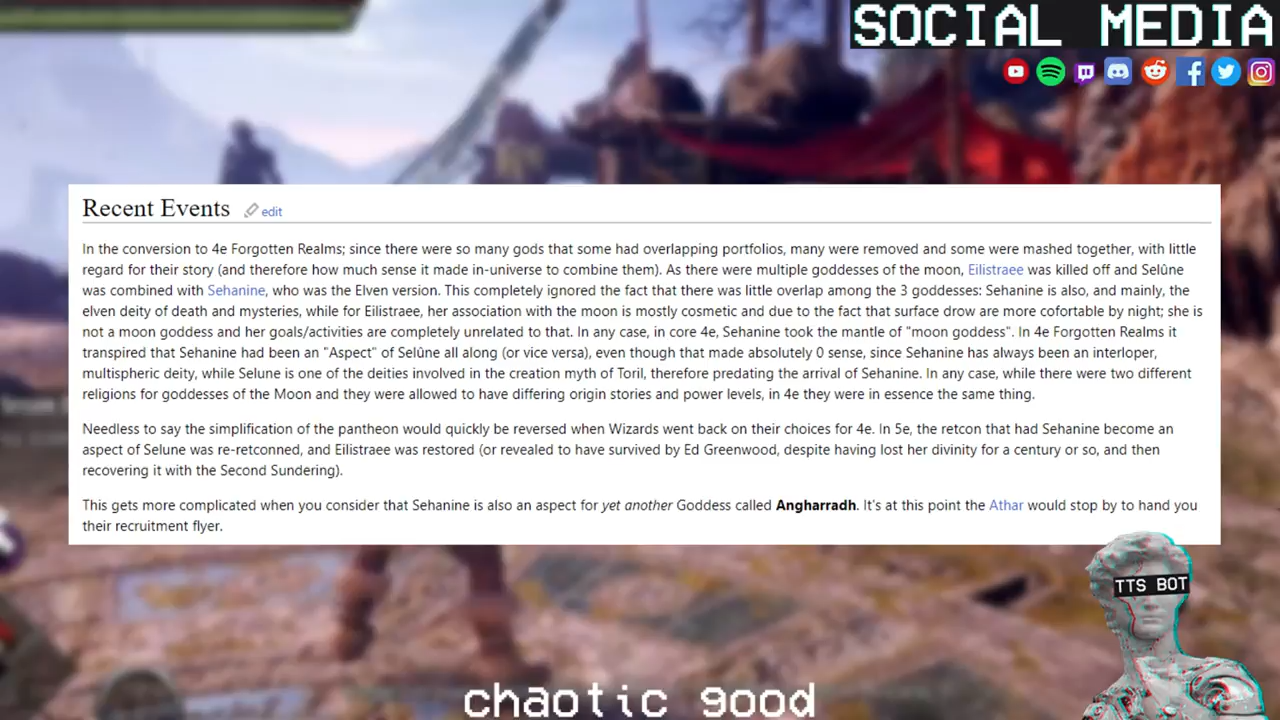 SOCIAL MEDIA
Recent Events edit
In the conversion to 4e Forgotten Realms; since there were so many gods that some had overlapping portfolios, many were removed and some were mashed together, with little
regard for their story (and therefore how much sense it made in-universe to combine them). As there were multiple goddesses of the moon, Eilistraee was killed off and Selûne
was combined with Sehanine, who was the Elven version. This completely ignored the fact that there was little overlap among the 3 goddesses: Sehanine is also, and mainly, the
elven deity of death and mysteries, while for Eilistraee, her association with the moon is mostly cosmetic and due to the fact that surface drow are more cofortable by night; she is
not a moon goddess and her goals/activities are completely unrelated to that. In any case, in core 4e, Sehanine took the mantle of "moon goddess". In 4e Forgotten Realms it
transpired that Sehanine had been an "Aspect" of Selûne all along (or vice versa), even though that made absolutely 0 sense, since Sehanine has always been an interloper,
multispheric deity, while Selune is one of the deities involved in the creation myth of Toril, therefore predating the arrival of Sehanine. In any case, while there were two different
religions for goddesses of the Moon and they were allowed to have differing origin stories and power levels, in 4e they were in essence the same thing.
Needless to say the simplification of the pantheon would quickly be reversed when Wizards went back on their choices for 4e. In 5e, the retcon that had Sehanine become an
aspect of Selune was re-retconned, and Eilistraee was restored (or revealed to have survived by Ed Greenwood, despite having lost her divinity for a century or so, and then
recovering it with the Second Sundering).
This gets more complicated when you consider that Sehanine is also an aspect for yet another Goddess called Angharradh. It's at this point the Athar would stop by to hand you
their recruitment flyer.
TTS BOT
chaotic good